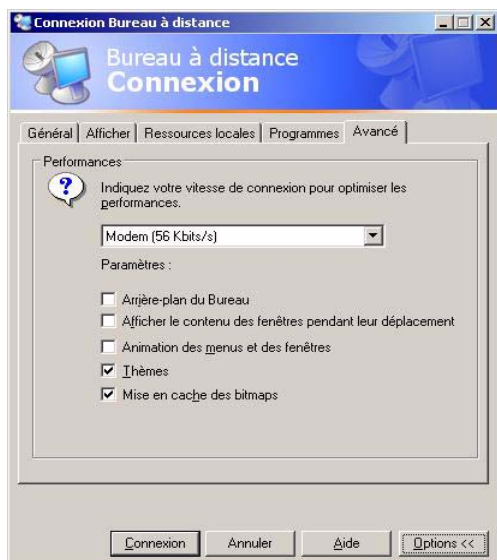 Connexion Bureau à distance
Bureau à distance
Connexion
Général Afficher Ressources locales Programmes Avancé
Performances
Indiquez votre vitesse de connexion pour optimiser les
performances.
Modem (56 Kbits/s)
Paramètres :
Arrière-plan du Bureau
Afficher le contenu des fenêtres pendant leur déplacement
Animation des menus et des fenêtres
Thèmes
Mise en cache des bitmaps
Connexion Annuler Aide Options <<